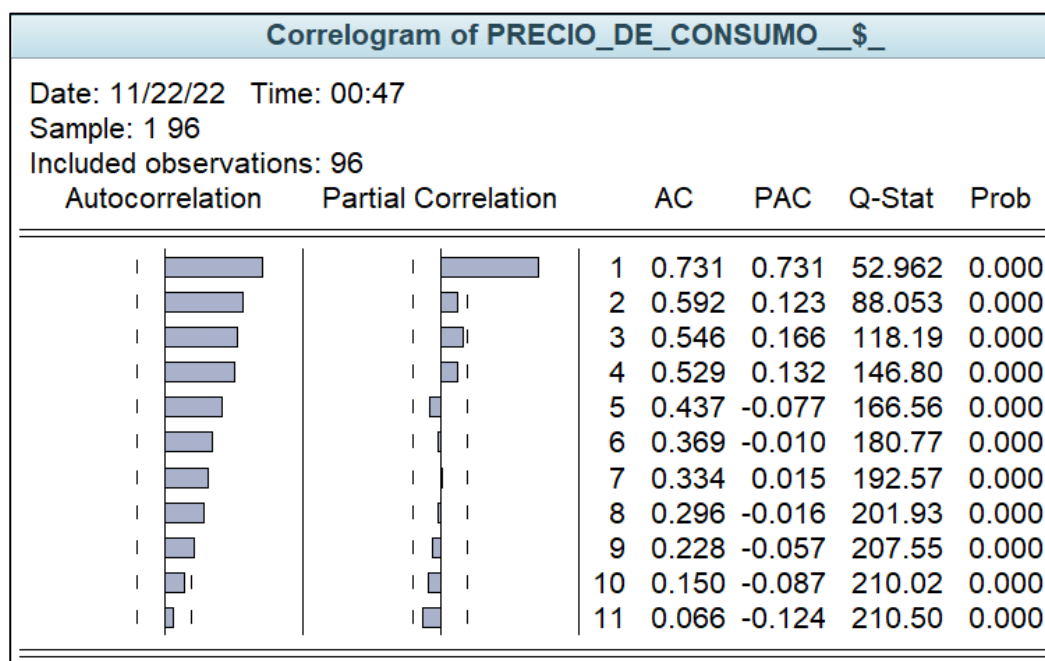 Correlogram of PRECIO_DE_CONSUMO__$_
Date: 11/22/22 Time: 00:47
Sample: 1 96
Included observations: 96
Autocorrelation Partial Correlation AC PAC Q-Stat Prob
1 0.731 0.731 52.962 0.000
2 0.592 0.123 88.053 0.000
3 0.546 0.166 118.19 0.000
4 0.529 0.132 146.80 0.000
5 0.437 -0.077 166.56 0.000
6 0.369 -0.010 180.77 0.000
7 0.334 0.015 192.57 0.000
8 0.296 -0.016 201.93 0.000
9 0.228 -0.057 207.55 0.000
10 0.150 -0.087 210.02 0.000
11 0.066 -0.124 210.50 0.000